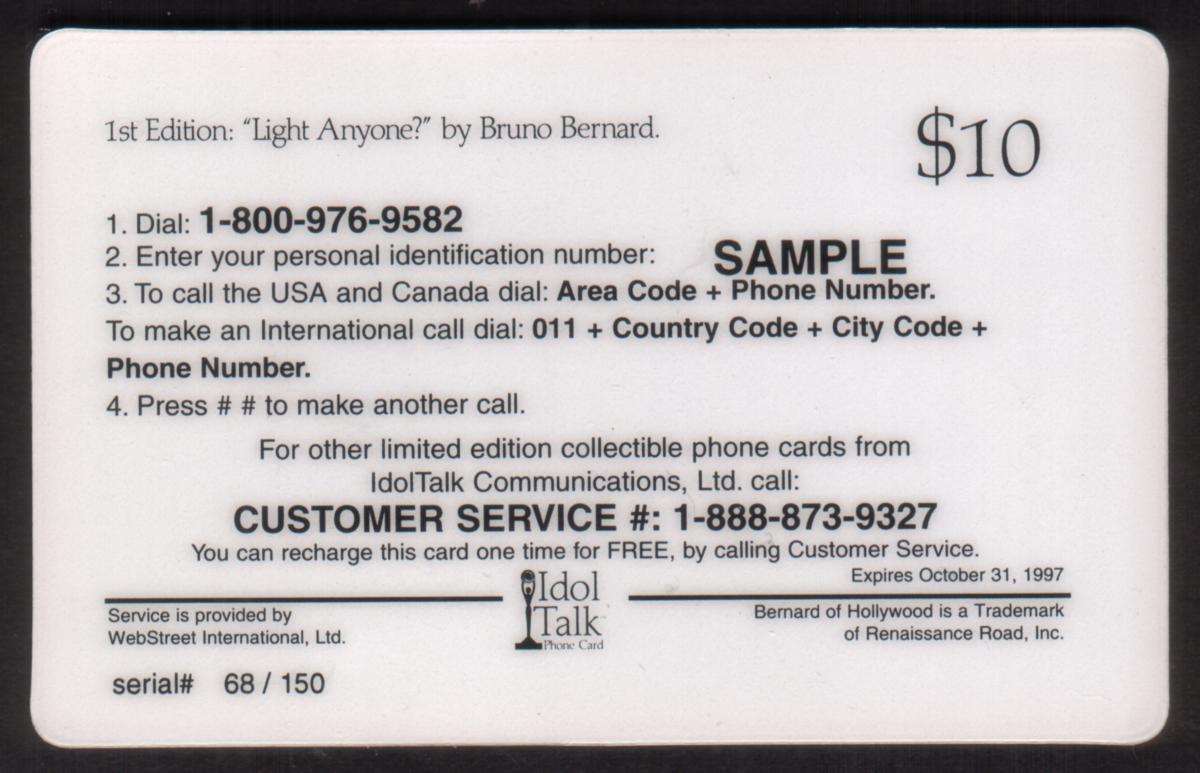 1st Edition: "Light Anyone?" by Bruno Bernard.
$10
1. Dial: 1-800-976-9582
2. Enter your personal identification number: SAMPLE
3. To call the USA and Canada dial: Area Code + Phone Number.
To make an International call dial: 011 + Country Code + City Code +
Phone Number.
4. Press # # to make another call.
For other limited edition collectible phone cards from
IdolTalk Communications, Ltd. call:
CUSTOMER SERVICE #: 1-888-873-9327
You can recharge this card one time for FREE, by calling Customer Service.
Expires October 31, 1997
Service is provided by
WebStreet International, Ltd.
Idol
Talk
Phone Card
Bernard of Hollywood is a Trademark
of Renaissance Road, Inc.
serial# 68 / 150